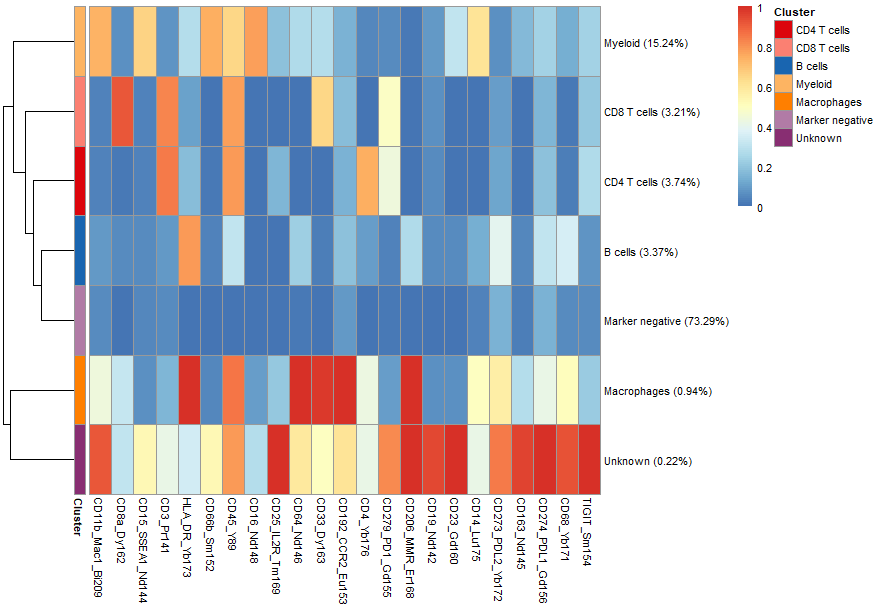 Myeloid (15.24%)
CD8 T cells (3.21%)
CD4 T cells (3.74%)
B cells (3.37%)
Marker negative (73.29%)
Macrophages (0.94%)
Unknown (0.22%)
1
0.8
0.6
0.4
0.2
0
Cluster
CD4 T cells
CD8 T cells
B cells
Myeloid
Macrophages
Marker negative
Unknown
Cluster
CD11b_Mac1_Bi209
CD8a_Dy162
CD15_SSEA1_Nd144
CD3_Pr141
HLA_DR_Yb173
CD66b_Sm152
CD45_Y89
CD16_Nd148
CD25_IL2R_Tm169
CD64_Nd146
CD33_Dy163
CD192_CCR2_Eu153
CD4_Yb176
CD279_PD1_Gd155
CD206_MMR_Er168
CD19_Nd142
CD23_Gd160
CD14_Lu175
CD273_PDL2_Yb172
CD163_Nd145
CD274_PDL1_Gd156
CD68_Yb171
TIGIT_Sm154